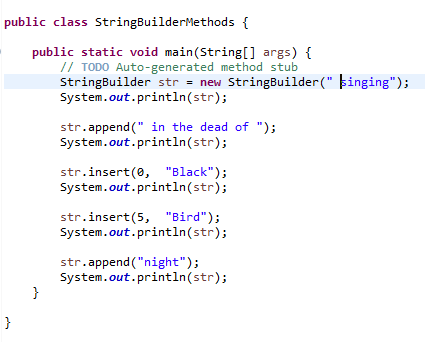 public class StringBuilderMethods {
public static void main(String[] args) {
// TODO Auto-generated method stub
StringBuilder str = new StringBuilder(" singing");
System.out.println(str);
str.append(" in the dead of ");
System.out.println(str);
str.insert(0,  "Black");
System.out.println(str);
str.insert(5,  "Bird");
System.out.println(str);
str.append("night");
System.out.println(str);
}
}